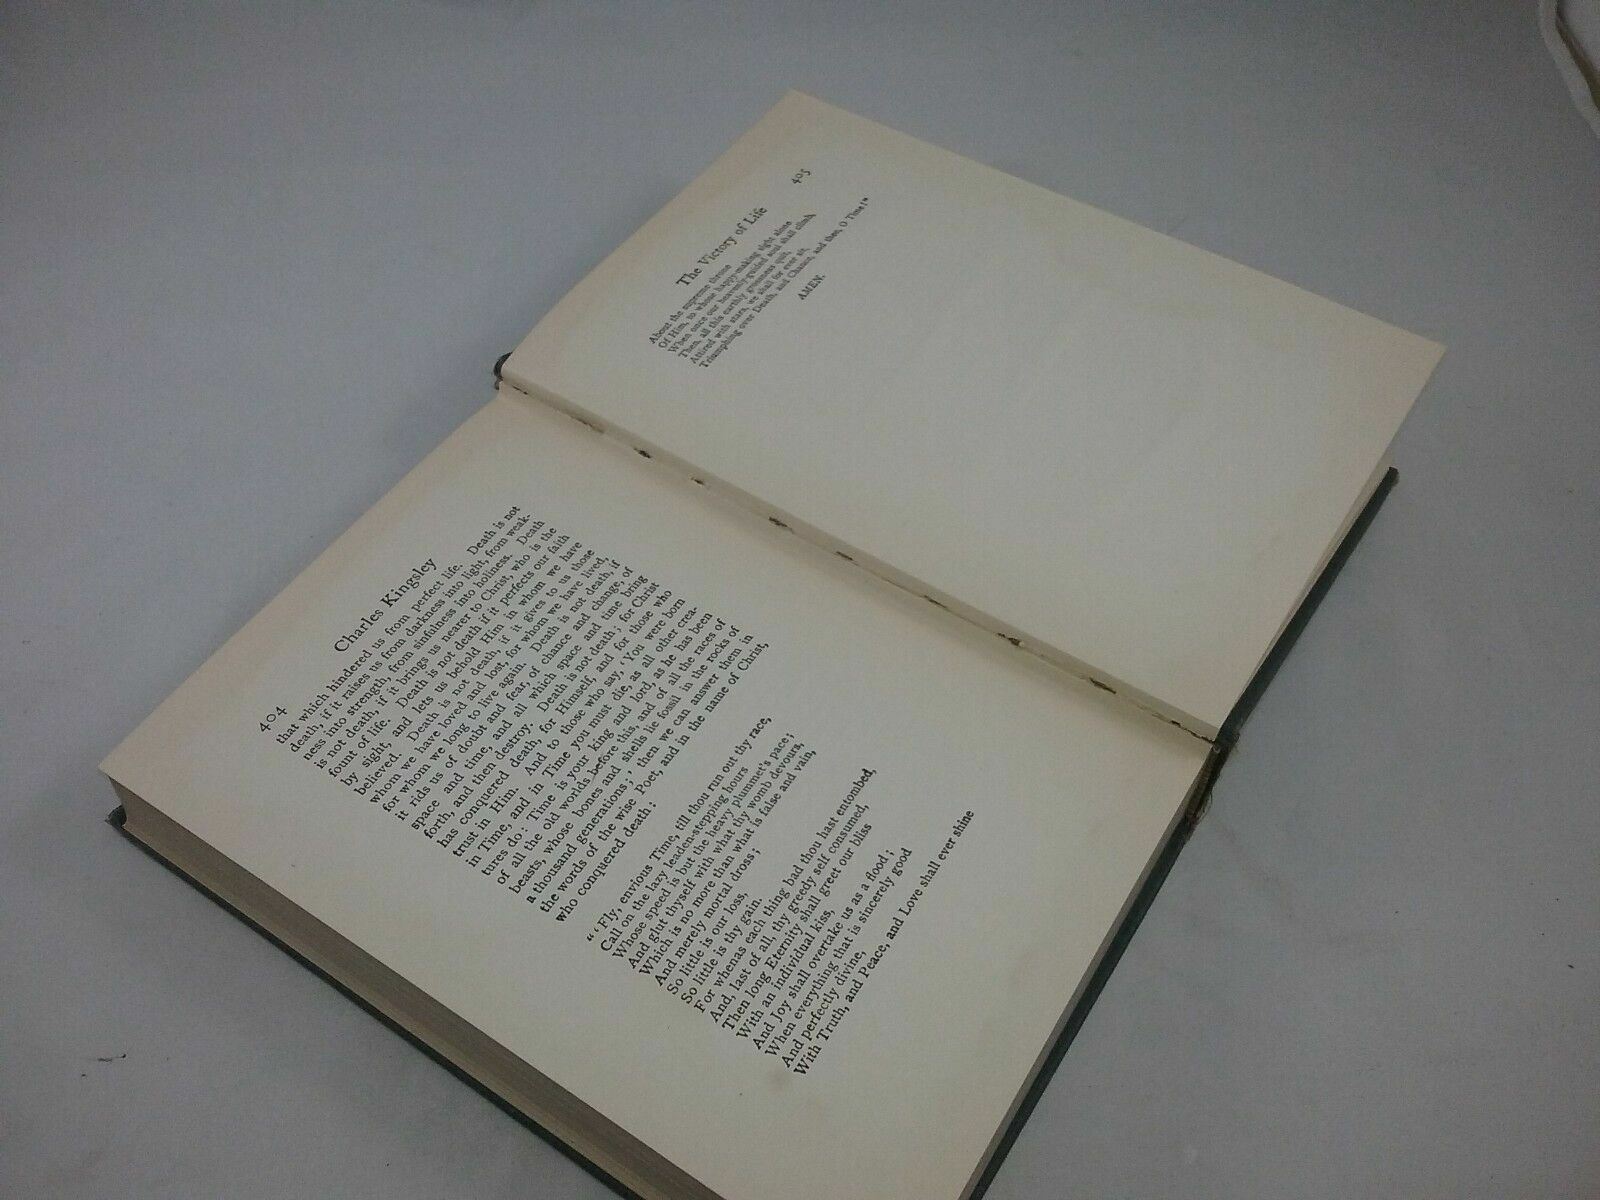 404
Charles Kingsley
that which hindered us from perfect life. Death is not
death, if it raises us from darkness into light, from weak-
ness into strength, from sinfulness into holiness. Death
is not death, if it brings us nearer to Christ, who is the
fount of life. Death is not death if it perfects our faith
by sight, and lets us behold Him in whom we have
believed. Death is not death, if it gives to us those
whom we have loved and lost, for whom we have lived,
for whom we long to live again. Death is not death, if
it rids us of doubt and fear, of chance and change, of
space and time, and all which space and time bring
forth, and then destroy. Death is not death; for Christ
has conquered death, for Himself, and for those who
trust in Him. And to those who say, 'You were born
in Time, and in Time you must die, as all other crea-
tures do: Time is your king and lord, as he has been
of all the old worlds before this, and of all the races of
beasts, whose bones and shells lie fossil in the rocks of
a thousand generations;' then we can answer them in
the words of the wise Poet, and in the name of Christ,
who conquered death:
"'Fly, envious Time, till thou run out thy race,
Call on the lazy leaden-stepping hours
Whose speed is but the heavy plummet's pace;
And glut thyself with what thy womb devours,
Which is no more than what is false and vain,
And merely mortal dross;
So little is our loss,
So little is thy gain.
For whenas each thing bad thou hast entombed,
And, last of all, thy greedy self consumed,
Then long Eternity shall greet our bliss
With an individual kiss,
And Joy shall overtake us as a flood;
When everything that is sincerely good
And perfectly divine,
With Truth, and Peace, and Love shall ever shine
The Victory of Life
405
About the supreme throne
Of Him, to whose happy-making sight alone
When once our heavenly-guided soul shall climb
Then, all this earthly grossness quit,
Attired with stars, we shall for ever sit,
Triumphing over Death, and Chance, and thee, O Time!"
AMEN.